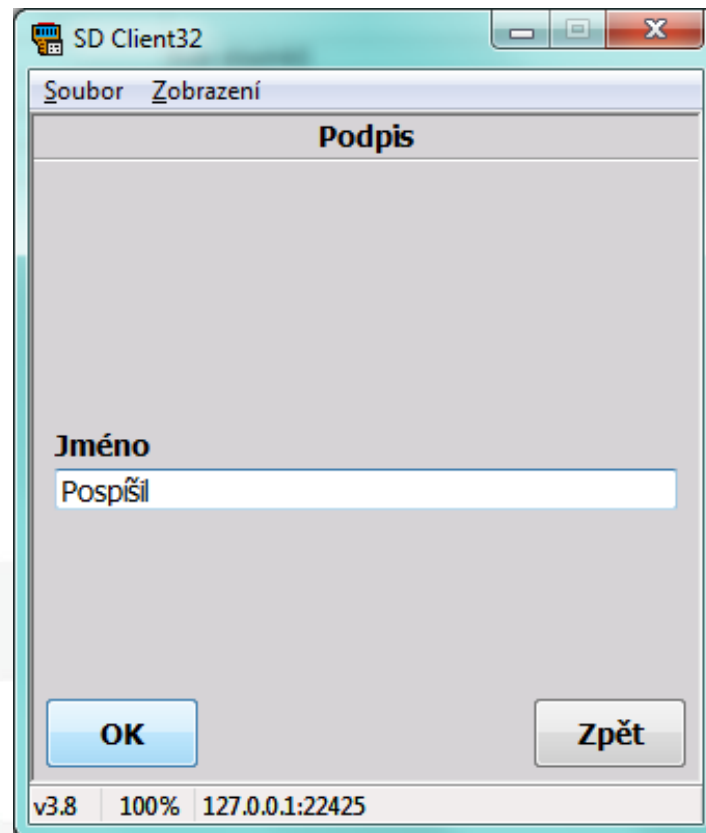 SD Client32
Soubor Zobrazení
Podpis
Jméno
Pospíšil
OK Zpět
v3.8 100% 127.0.0.1:22425